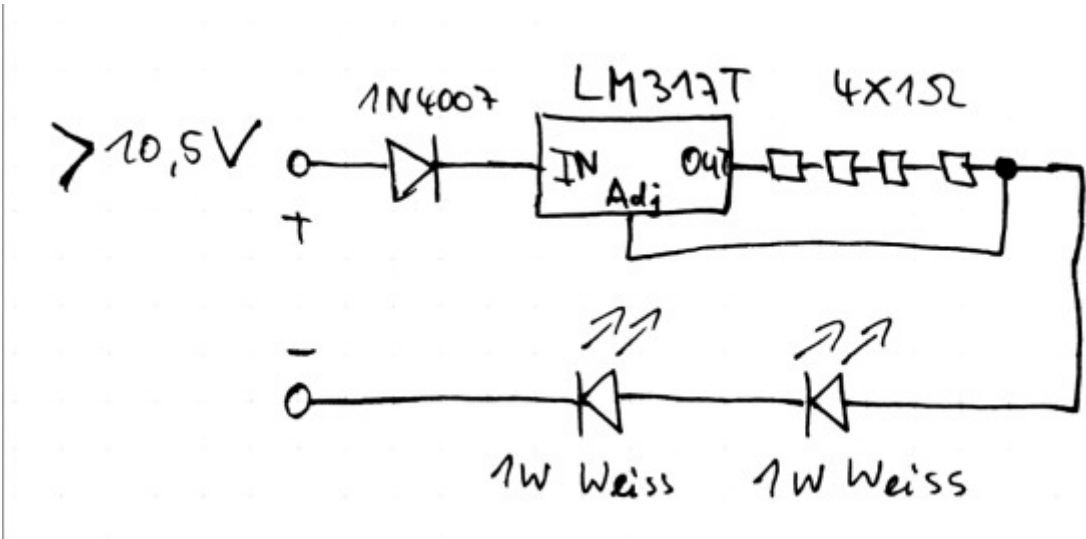 1N4007
LM317T
4X1Ω
>10,5V
IN
OUT
Adj
+
-
1W Weiss
1W Weiss